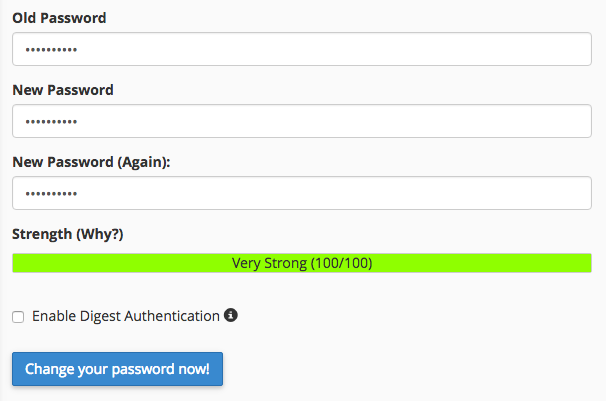 Old Password
••••••••••
New Password
••••••••••
New Password (Again):
••••••••••
Strength (Why?)
Very Strong (100/100)
Enable Digest Authentication
Change your password now!